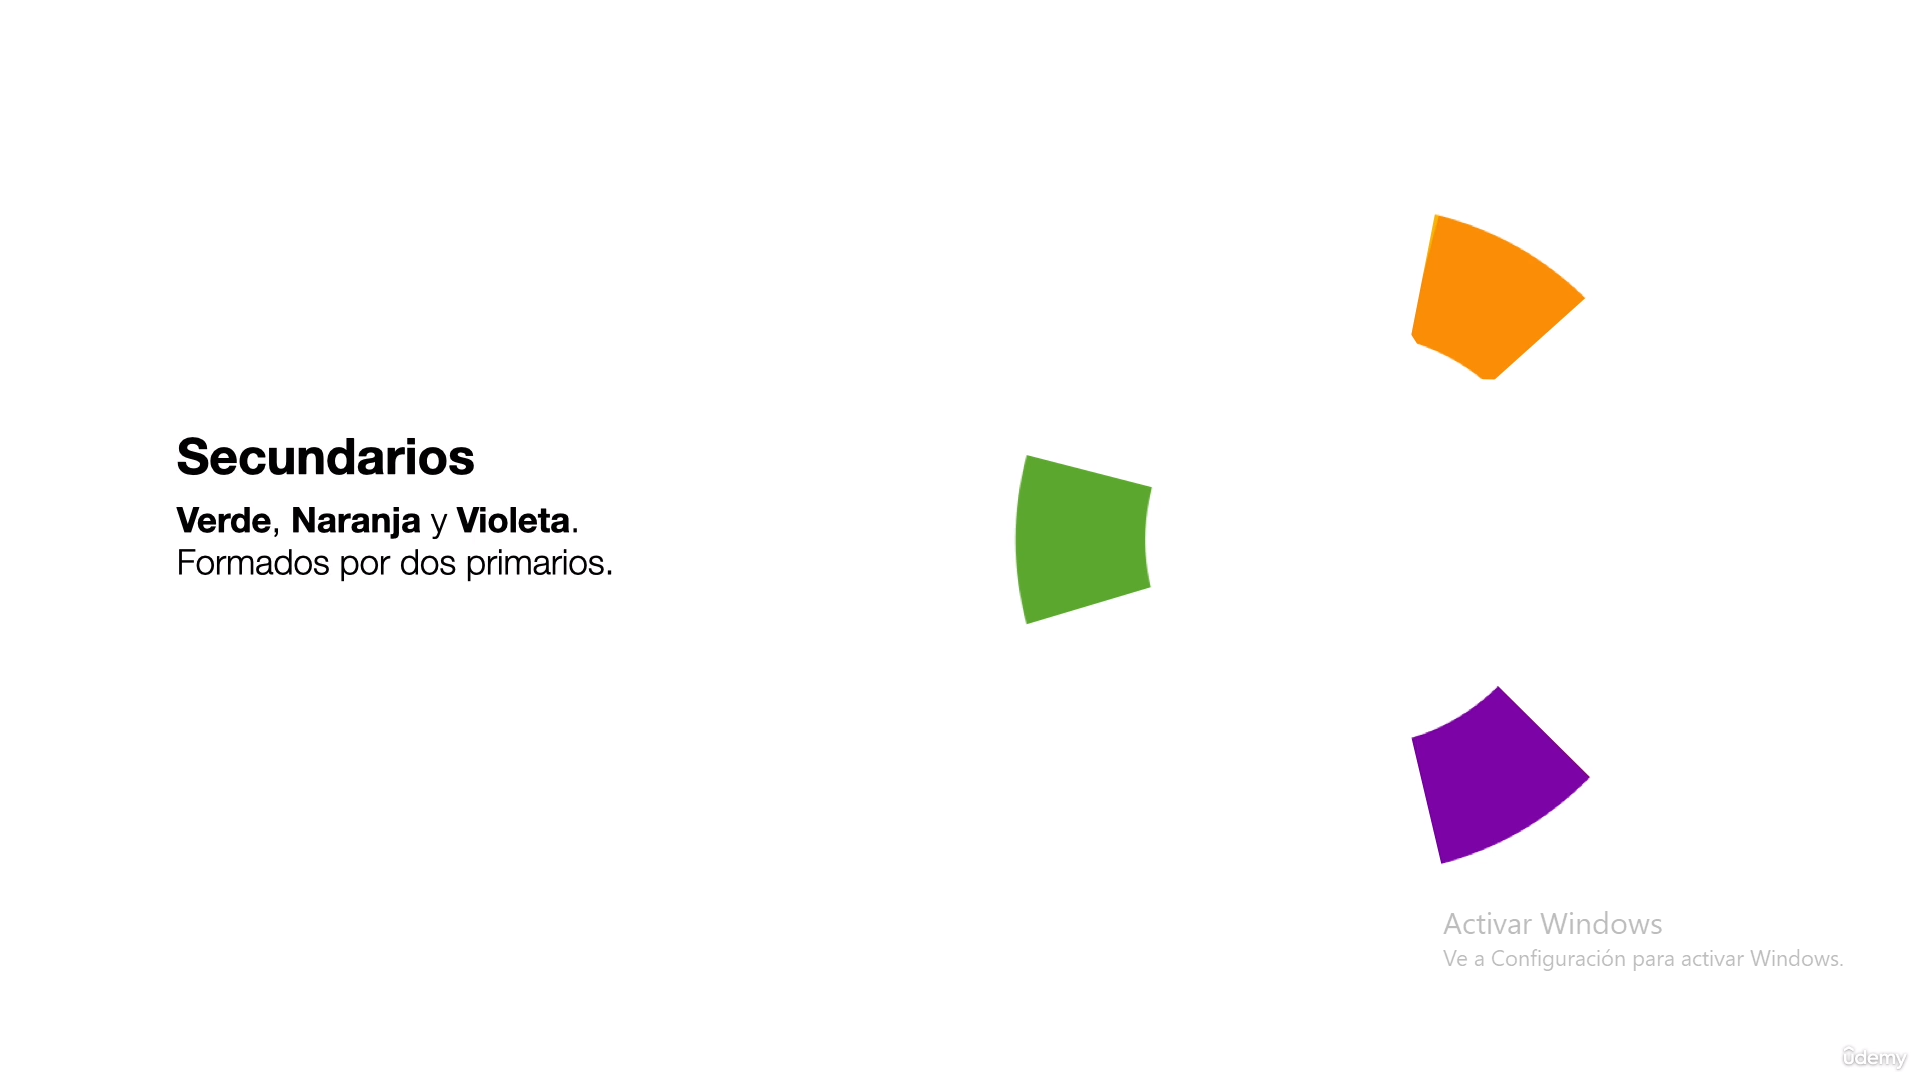 Secundarios
Verde, Naranja y Violeta.
Formados por dos primarios.
Activar Windows
Ve a Configuración para activar Windows.
ûdemy